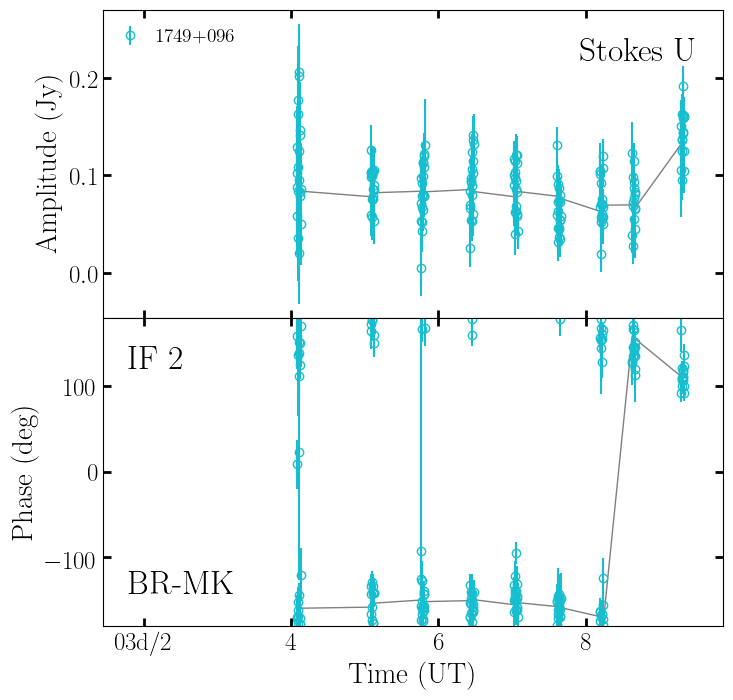 1749+096
Stokes U
Amplitude (Jy)
0.2
0.1
0.0
IF 2
BR-MK
Phase (deg)
100
0
−100
03d/2
4
6
8
Time (UT)